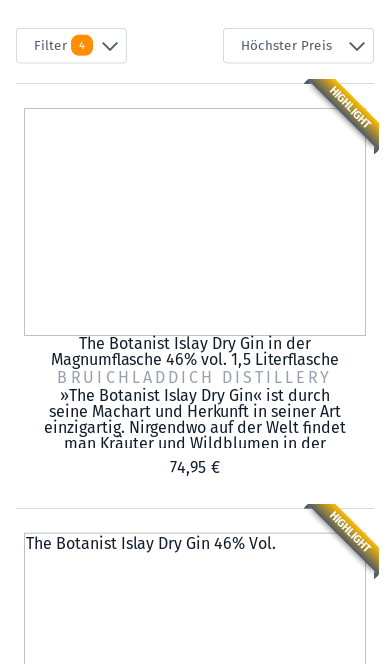 Filter 4
Höchster Preis
HIGHLIGHT
The Botanist Islay Dry Gin in der
Magnumflasche 46% vol. 1,5 Literflasche
BRUICHLADDICH DISTILLERY
»The Botanist Islay Dry Gin« ist durch
seine Machart und Herkunft in seiner Art
einzigartig. Nirgendwo auf der Welt findet
man Kräuter und Wildblumen in der
74,95 €
HIGHLIGHT
The Botanist Islay Dry Gin 46% Vol.